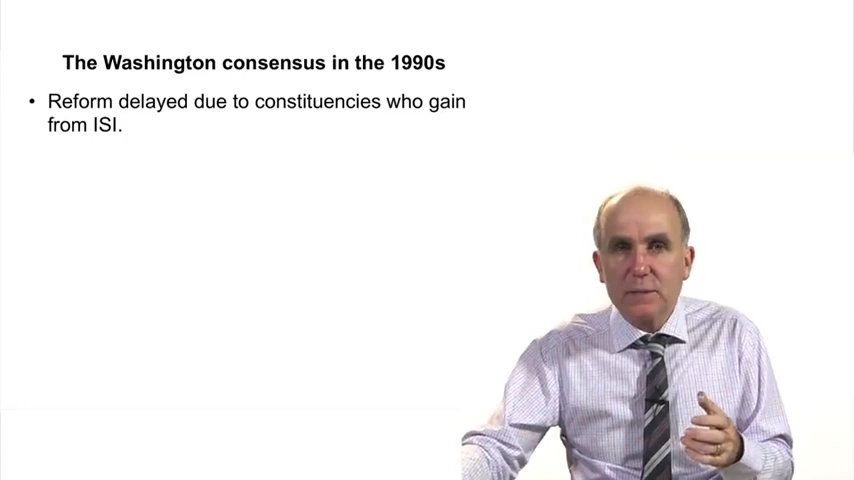 The Washington consensus in the 1990s
• Reform delayed due to constituencies who gain
from ISI.